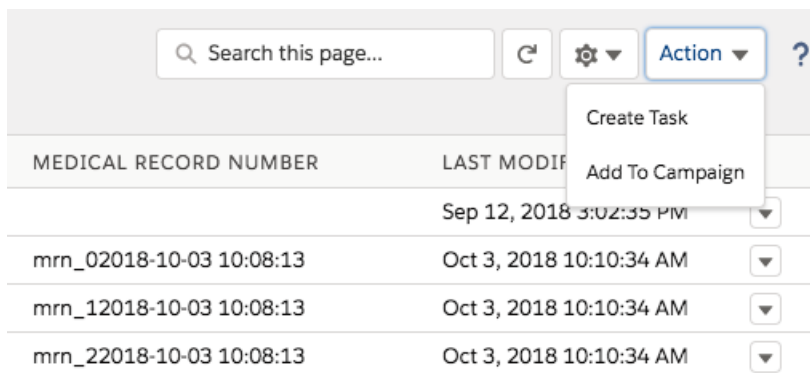 Search this page...
Action
?
Create Task
Add To Campaign
MEDICAL RECORD NUMBER LAST MODIF
Sep 12, 2018 3:02:35 PM
mrn_02018-10-03 10:08:13 Oct 3, 2018 10:10:34 AM
mrn_12018-10-03 10:08:13 Oct 3, 2018 10:10:34 AM
mrn_22018-10-03 10:08:13 Oct 3, 2018 10:10:34 AM